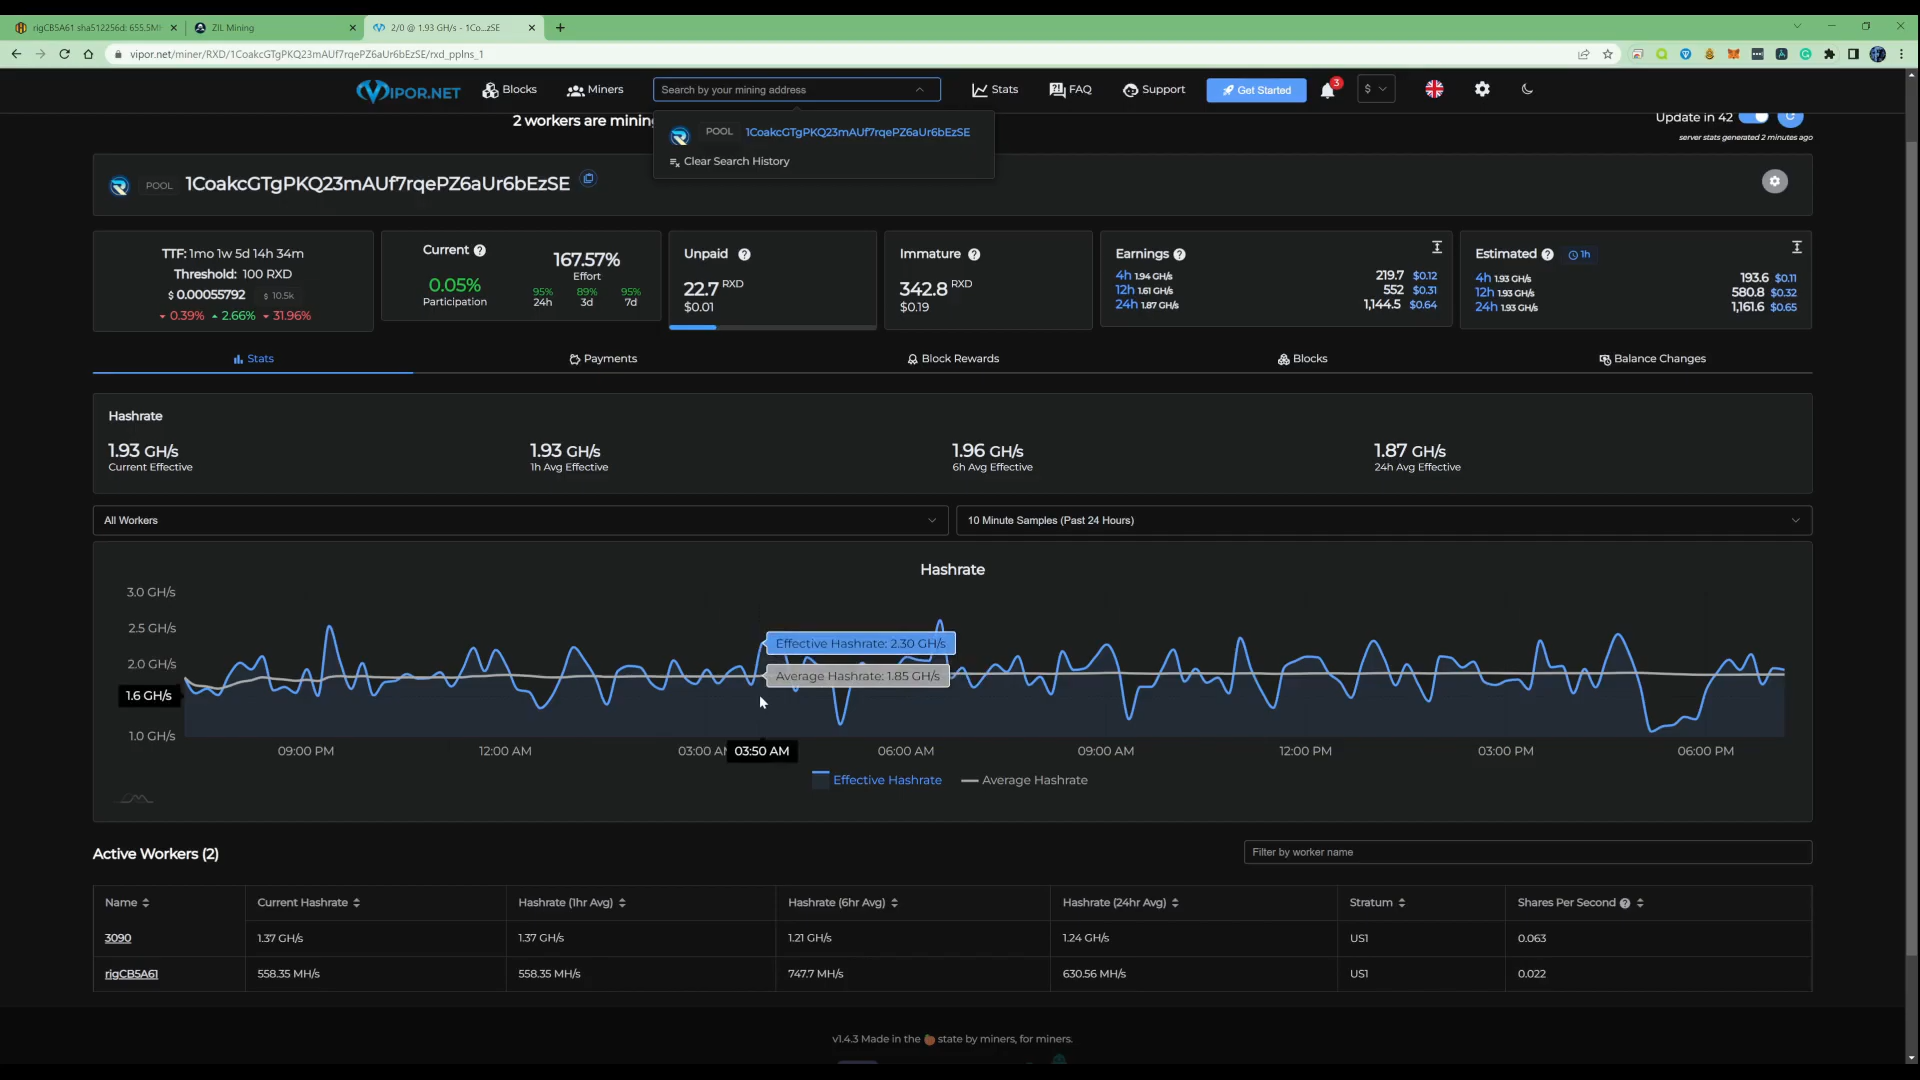 rigCB5A61 sha512256d: 655.5MH
ZIL Mining
2/0 @ 1.93 GH/s - 1Co...zSE
vipor.net/miner/RXD/1CoakcGTgPKQ23mAUf7rqePZ6aUr6bEzSE/rxd_pplns_1
VIPOR.NET
Blocks
Miners
Search by your mining address
Stats
FAQ
Support
Get Started
3
$
2 workers are mining
POOL 1CoakcGTgPKQ23mAUf7rqePZ6aUr6bEzSE
Clear Search History
Update in 42
server stats generated 2 minutes ago
POOL 1CoakcGTgPKQ23mAUf7rqePZ6aUr6bEzSE
TTF: 1mo 1w 5d 14h 34m
Threshold: 100 RXD
$ 0.00055792 $ 10.5k
0.39% 2.66% 31.96%
Current
0.05%
Participation
167.57%
Effort
95% 89% 95%
24h 3d 7d
Unpaid
22.7 RXD
$0.01
Immature
342.8 RXD
$0.19
Earnings
4h 1.94 GH/s 219.7 $0.12
12h 1.61 GH/s 552 $0.31
24h 1.87 GH/s 1,144.5 $0.64
Estimated 1h
4h 1.93 GH/s 193.6 $0.11
12h 1.93 GH/s 580.8 $0.32
24h 1.93 GH/s 1,161.6 $0.65
Stats
Payments
Block Rewards
Blocks
Balance Changes
Hashrate
1.93 GH/s
Current Effective
1.93 GH/s
1h Avg Effective
1.96 GH/s
6h Avg Effective
1.87 GH/s
24h Avg Effective
All Workers
10 Minute Samples (Past 24 Hours)
Hashrate
3.0 GH/s
2.5 GH/s
2.0 GH/s
1.6 GH/s
1.0 GH/s
Effective Hashrate: 2.30 GH/s
Average Hashrate: 1.85 GH/s
09:00 PM 12:00 AM 03:00 AM 03:50 AM 06:00 AM 09:00 AM 12:00 PM 03:00 PM 06:00 PM
Effective Hashrate Average Hashrate
Active Workers (2)
Filter by worker name
Name Current Hashrate Hashrate (1hr Avg) Hashrate (6hr Avg) Hashrate (24hr Avg) Stratum Shares Per Second
3090 1.37 GH/s 1.37 GH/s 1.21 GH/s 1.24 GH/s US1 0.063
rigCB5A61 558.35 MH/s 558.35 MH/s 747.7 MH/s 630.56 MH/s US1 0.022
v1.4.3 Made in the 🍑 state by miners, for miners.